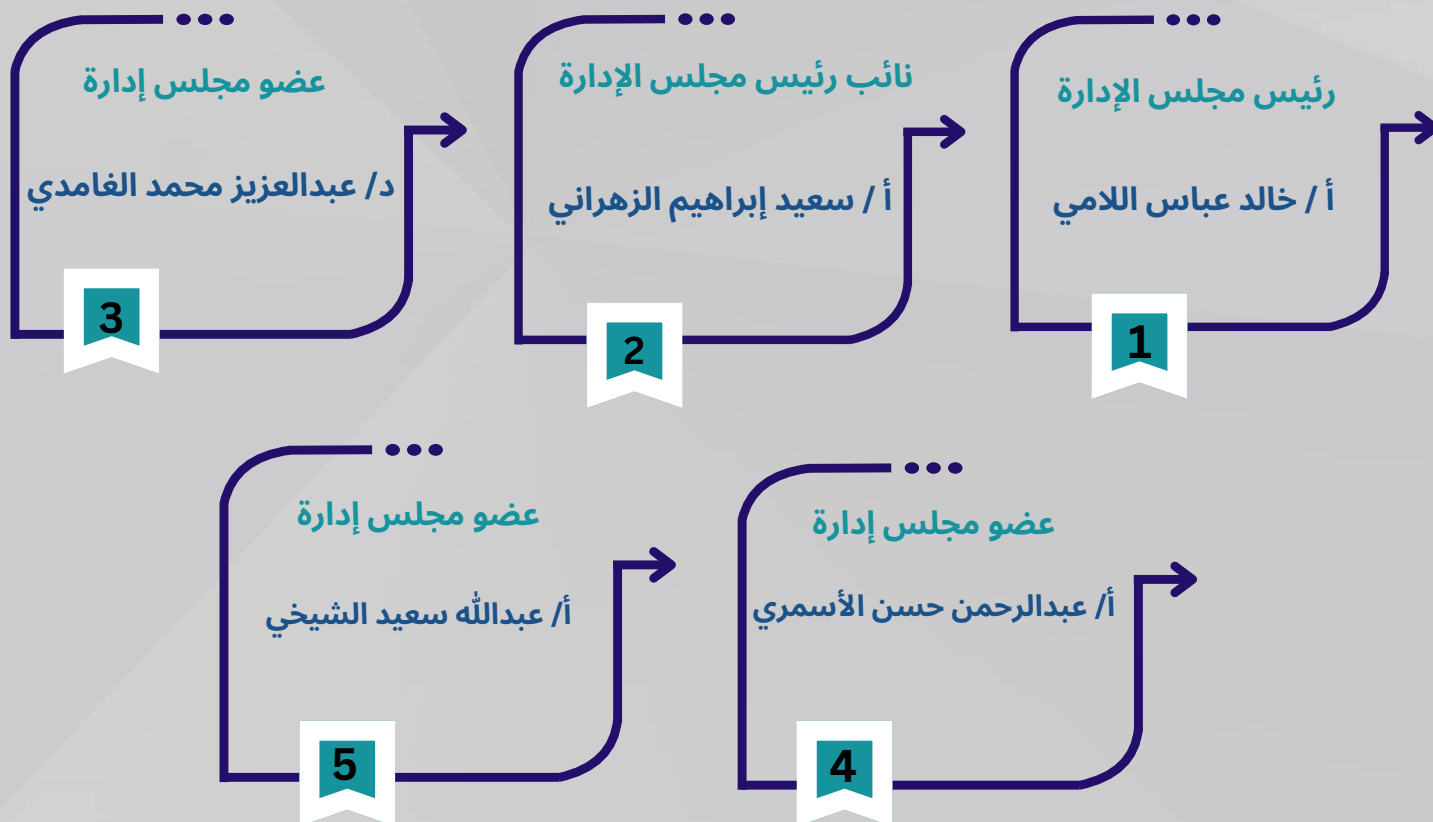 رئيس مجلس الإدارة
أ / خالد عباس اللامي
1
نائب رئيس مجلس الإدارة
أ / سعيد إبراهيم الزهراني
2
عضو مجلس إدارة
د/ عبدالعزيز محمد الغامدي
3
عضو مجلس إدارة
أ/ عبدالرحمن حسن الأسمري
4
عضو مجلس إدارة
أ/ عبدالله سعيد الشيخي
5